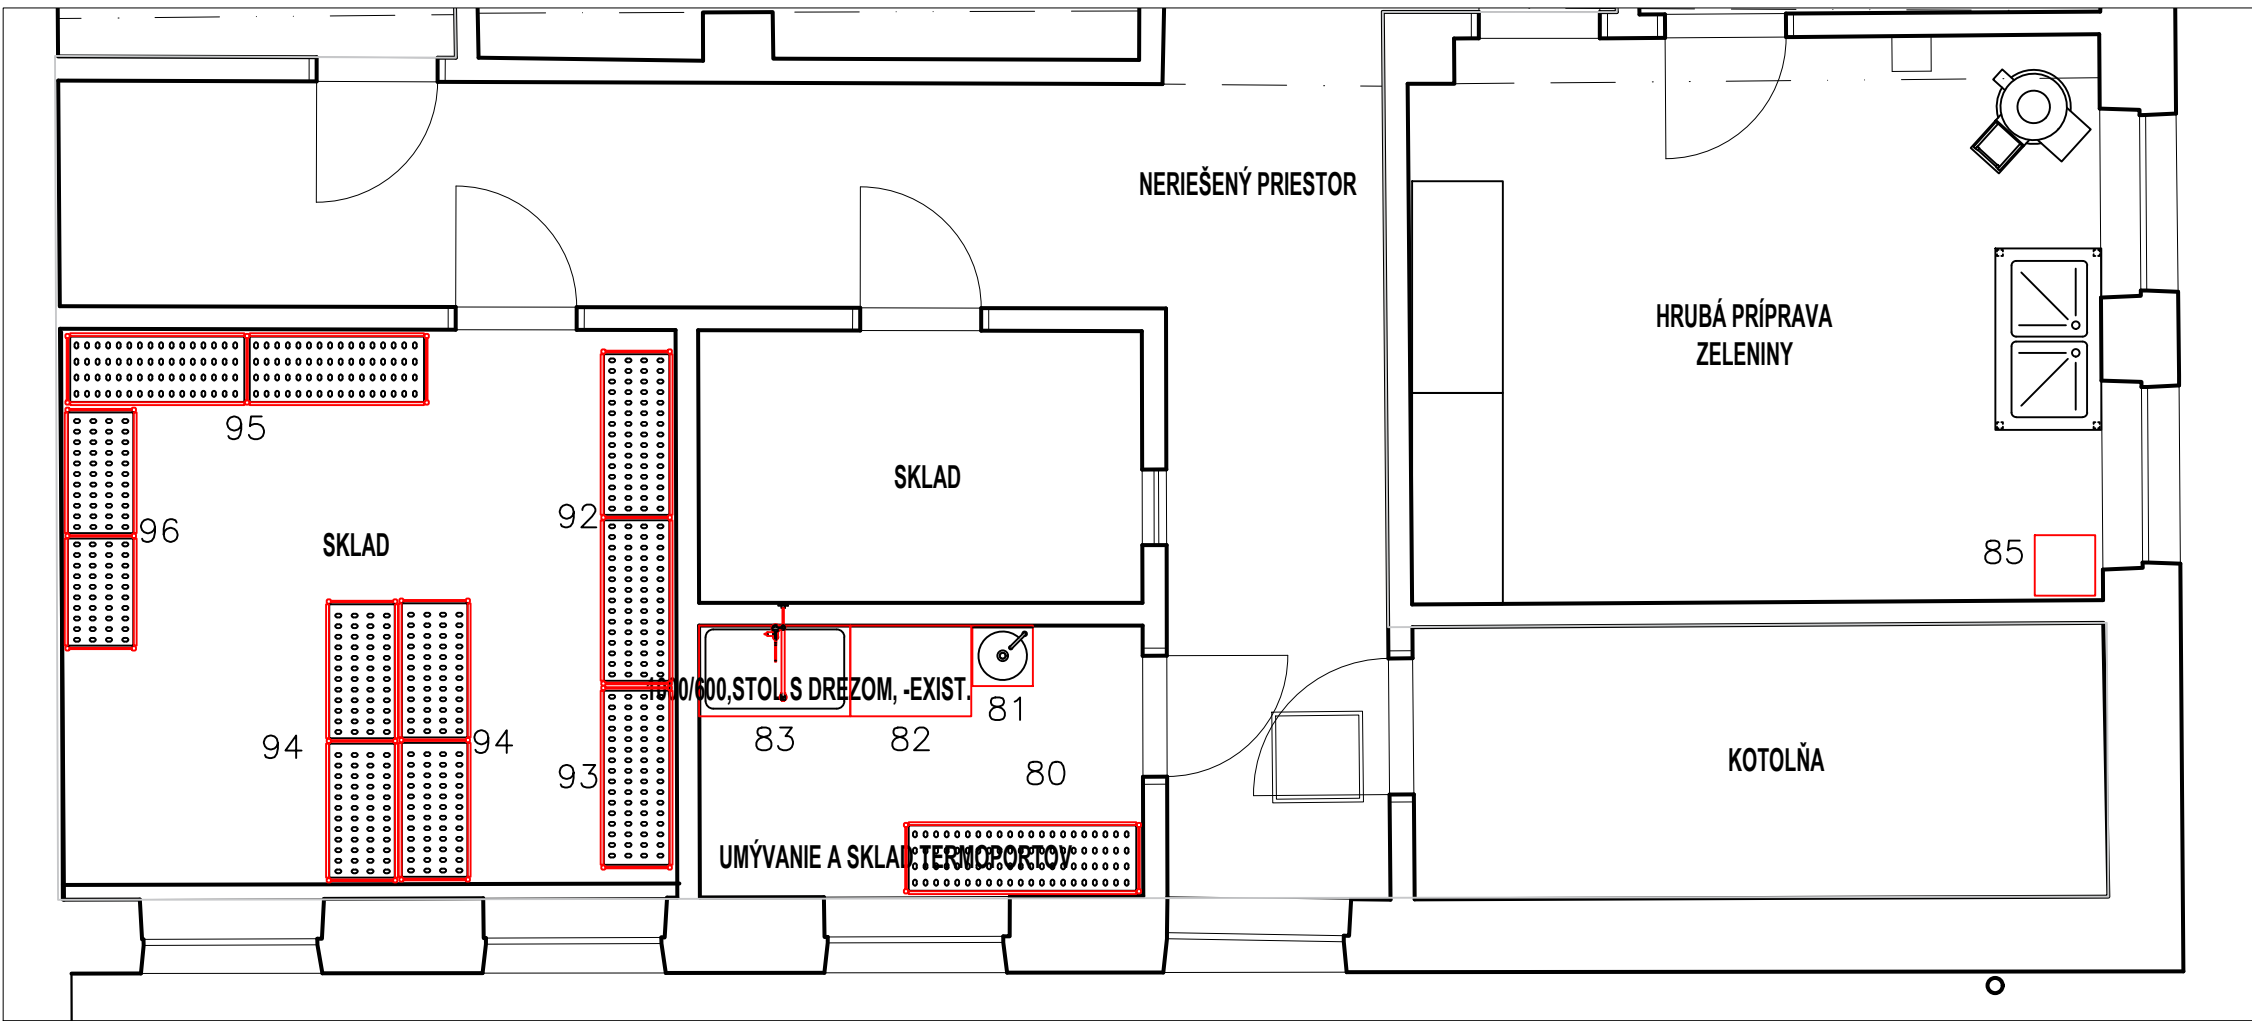 NERIEŠENÝ PRIESTOR
HRUBÁ PRÍPRAVA
ZELENINY
95
96
SKLAD
92
SKLAD
85
/600,STOL S DREZOM, -EXIST.
81
83
82
94
94
93
80
KOTOLŇA
UMÝVANIE A SKLAD TERMOPORTOV